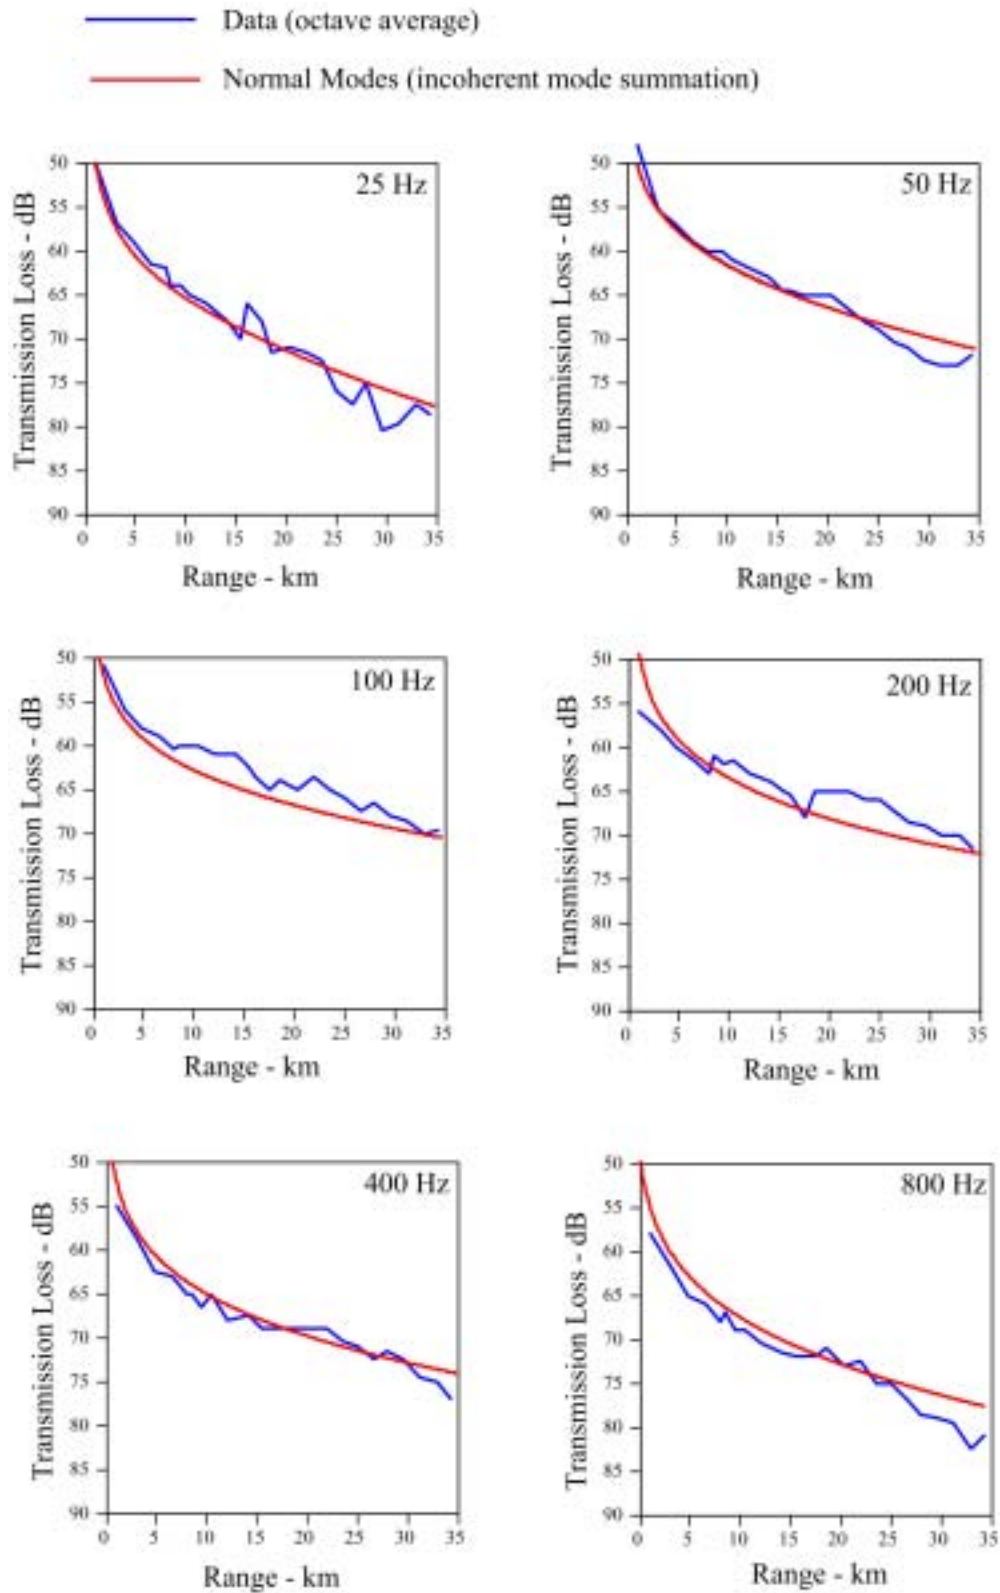 Data (octave average)
Normal Modes (incoherent mode summation)
25 Hz
Transmission Loss - dB
50
55
60
65
70
75
80
85
90
0 5 10 15 20 25 30 35
Range - km
50 Hz
Transmission Loss - dB
50
55
60
65
70
75
80
85
90
0 5 10 15 20 25 30 35
Range - km
100 Hz
Transmission Loss - dB
50
55
60
65
70
75
80
85
90
0 5 10 15 20 25 30 35
Range - km
200 Hz
Transmission Loss - dB
50
55
60
65
70
75
80
85
90
0 5 10 15 20 25 30 35
Range - km
400 Hz
Transmission Loss - dB
50
55
60
65
70
75
80
85
90
0 5 10 15 20 25 30 35
Range - km
800 Hz
Transmission Loss - dB
50
55
60
65
70
75
80
85
90
0 5 10 15 20 25 30 35
Range - km